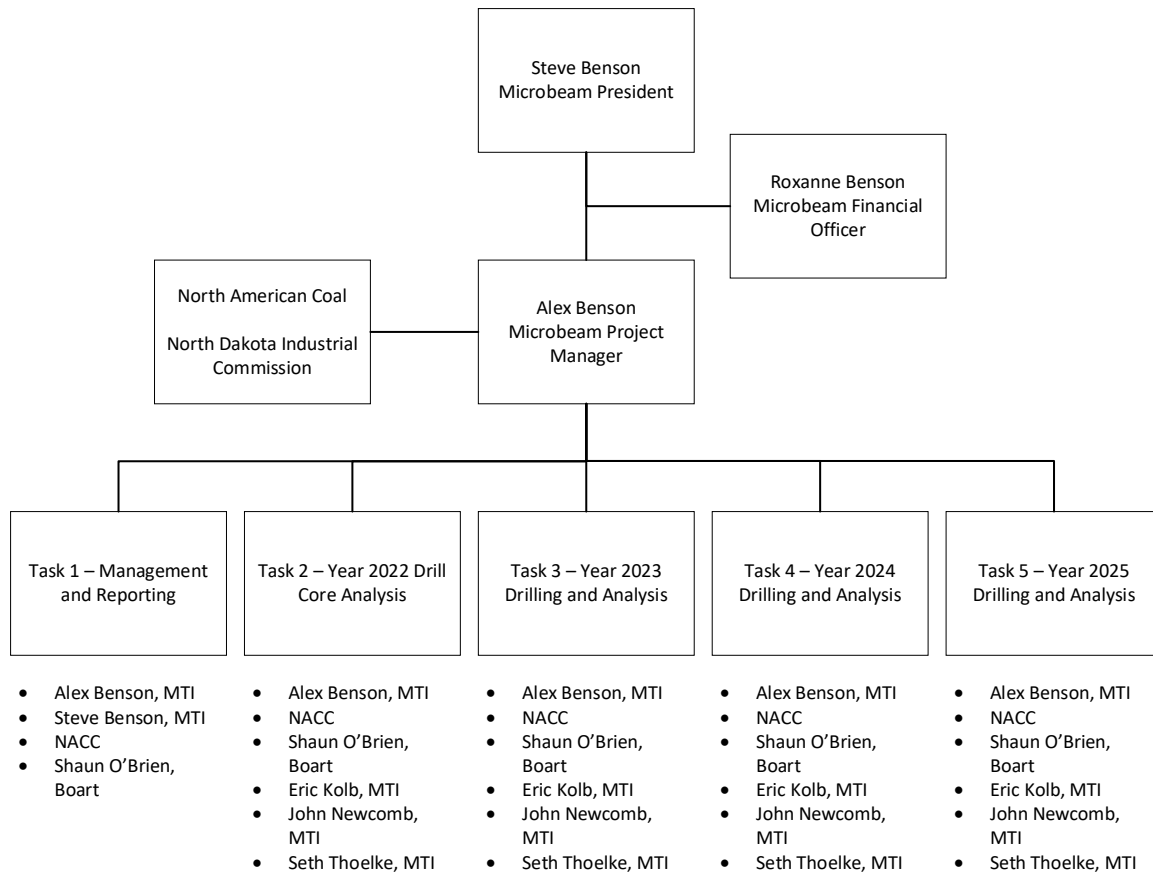 Steve Benson
Microbeam President
Roxanne Benson
Microbeam Financial
Officer
North American Coal
North Dakota Industrial
Commission
Alex Benson
Microbeam Project
Manager
Task 1 – Management
and Reporting
Task 2 – Year 2022 Drill
Core Analysis
Task 3 – Year 2023
Drilling and Analysis
Task 4 – Year 2024
Drilling and Analysis
Task 5 – Year 2025
Drilling and Analysis
• Alex Benson, MTI
• Steve Benson, MTI
• NACC
• Shaun O’Brien,
Boart
• Alex Benson, MTI
• NACC
• Shaun O’Brien,
Boart
• Eric Kolb, MTI
• John Newcomb,
MTI
• Seth Thoelke, MTI
• Alex Benson, MTI
• NACC
• Shaun O’Brien,
Boart
• Eric Kolb, MTI
• John Newcomb,
MTI
• Seth Thoelke, MTI
• Alex Benson, MTI
• NACC
• Shaun O’Brien,
Boart
• Eric Kolb, MTI
• John Newcomb,
MTI
• Seth Thoelke, MTI
• Alex Benson, MTI
• NACC
• Shaun O’Brien,
Boart
• Eric Kolb, MTI
• John Newcomb,
MTI
• Seth Thoelke, MTI